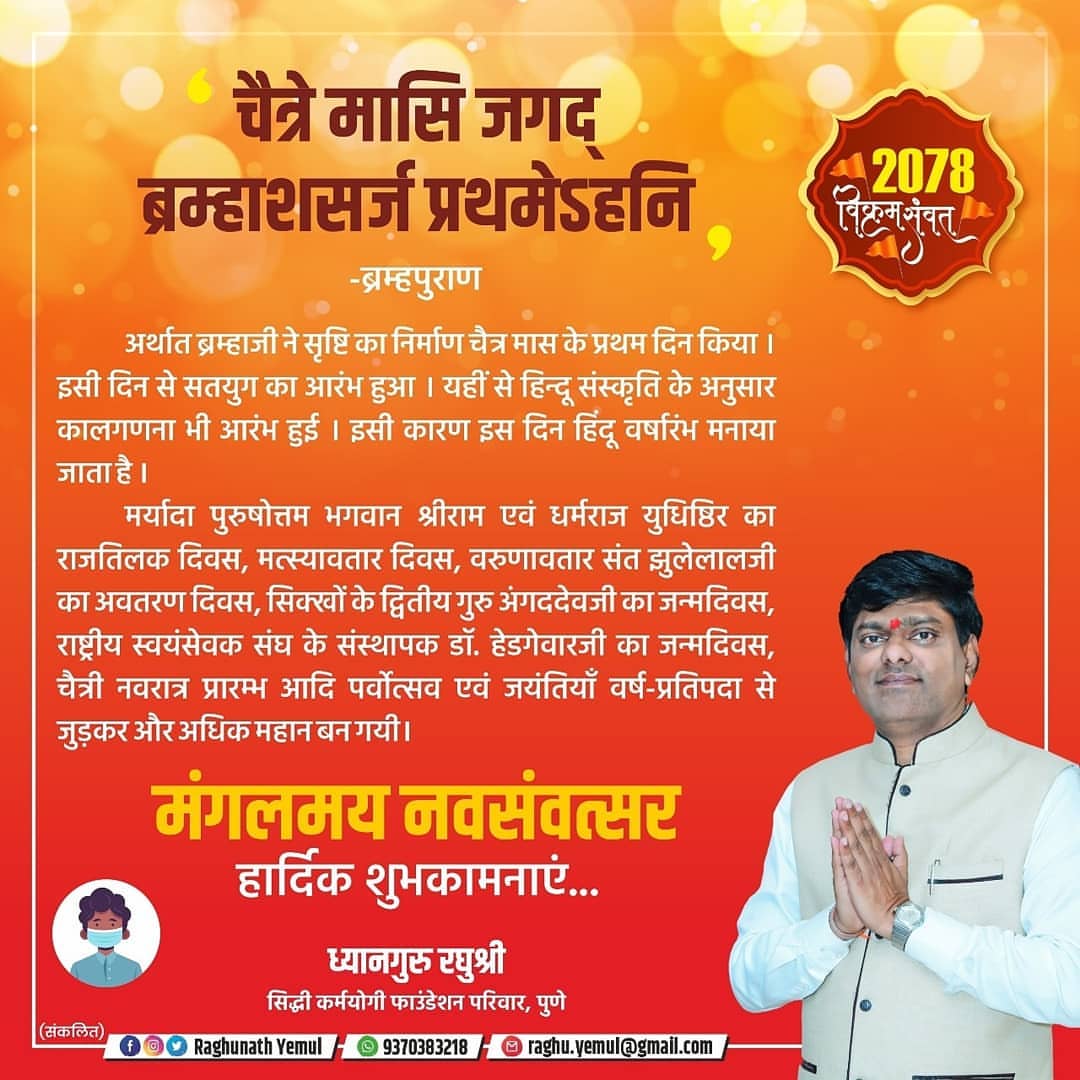 ‘चैत्रे मासि जगद्
ब्रम्हाशसर्ज प्रथमेऽहनि’
-ब्रम्हपुराण
2078
विक्रम संवत
अर्थात ब्रम्हाजी ने सृष्टि का निर्माण चैत्र मास के प्रथम दिन किया ।
इसी दिन से सतयुग का आरंभ हुआ । यहीं से हिन्दू संस्कृति के अनुसार
कालगणना भी आरंभ हुई । इसी कारण इस दिन हिंदू वर्षारंभ मनाया
जाता है ।
मर्यादा पुरुषोत्तम भगवान श्रीराम एवं धर्मराज युधिष्ठिर का
राजतिलक दिवस, मत्स्यावतार दिवस, वरुणावतार संत झुलेलालजी
का अवतरण दिवस, सिक्खों के द्वितीय गुरु अंगददेवजी का जन्मदिवस,
राष्ट्रीय स्वयंसेवक संघ के संस्थापक डॉ. हेडगेवारजी का जन्मदिवस,
चैत्री नवरात्र प्रारम्भ आदि पर्वोत्सव एवं जयंतियाँ वर्ष-प्रतिपदा से
जुड़कर और अधिक महान बन गयी।
मंगलमय नवसंवत्सर
हार्दिक शुभकामनाएं...
ध्यानगुरु रघुश्री
सिद्धी कर्मयोगी फाउंडेशन परिवार, पुणे
(संकलित)
Raghunath Yemul
9370383218
raghu.yemul@gmail.com